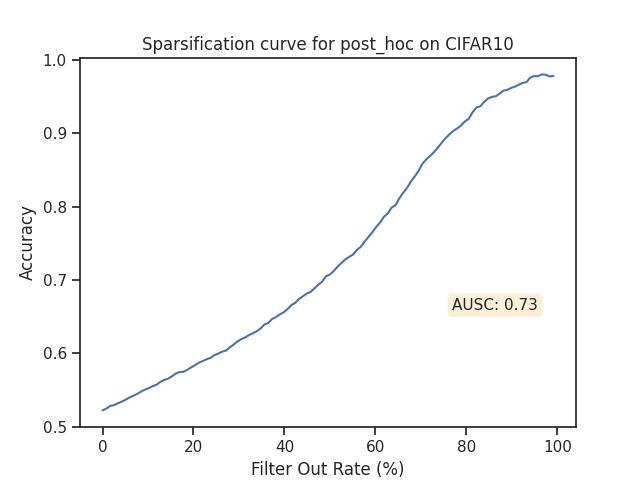 Sparsification curve for post_hoc on CIFAR10
1.0
0.9
0.8
0.7
0.6
0.5
Accuracy
AUSC: 0.73
0 20 40 60 80 100
Filter Out Rate (%)